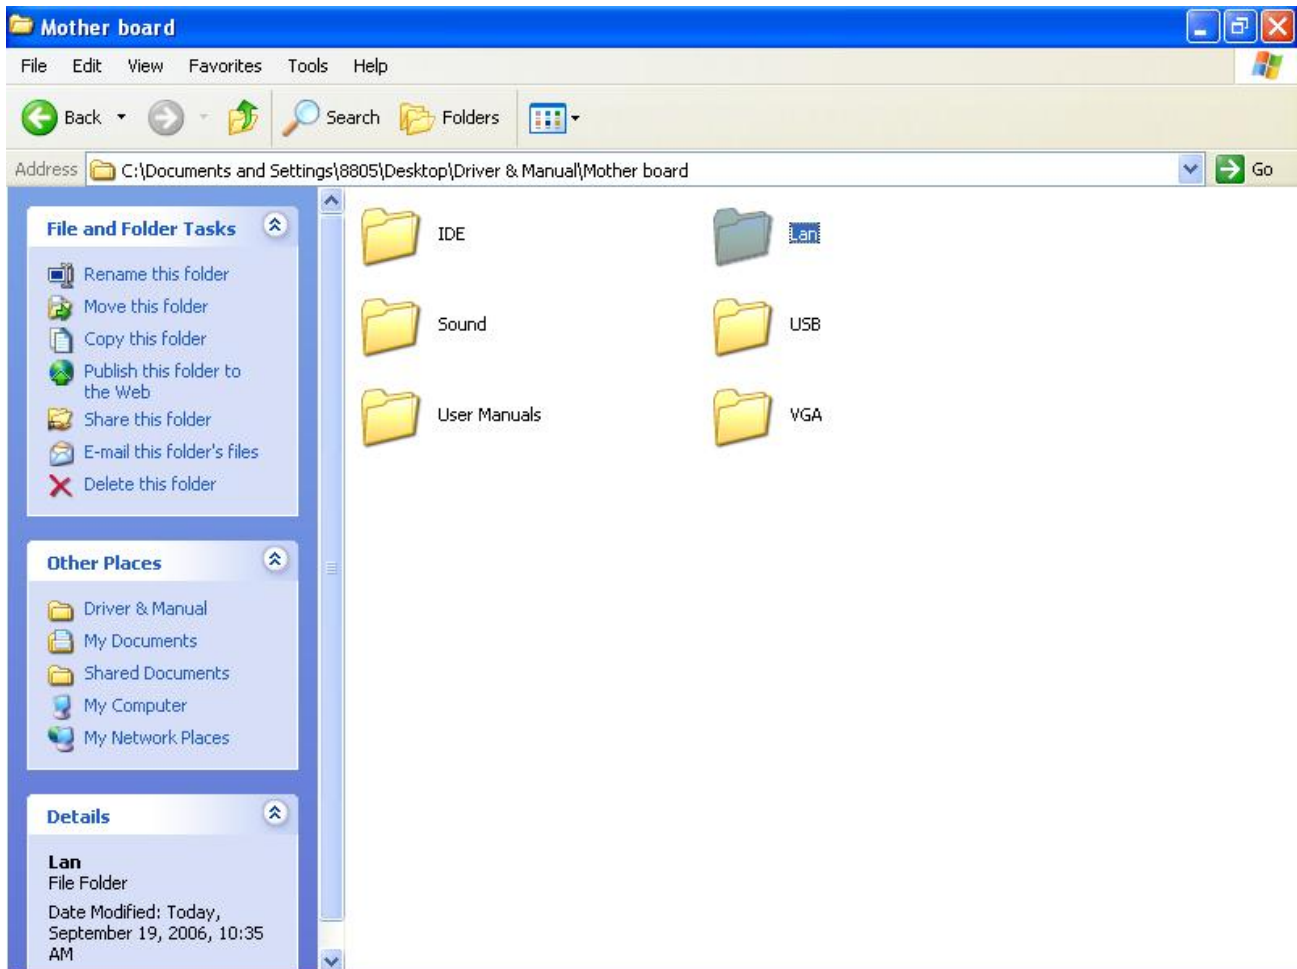 Mother board
File Edit View Favorites Tools Help
Back Search Folders
Address C:\Documents and Settings\8805\Desktop\Driver & Manual\Mother board Go
File and Folder Tasks
Rename this folder
Move this folder
Copy this folder
Publish this folder to
the Web
Share this folder
E-mail this folder's files
Delete this folder
Other Places
Driver & Manual
My Documents
Shared Documents
My Computer
My Network Places
Details
Lan
File Folder
Date Modified: Today,
September 19, 2006, 10:35
AM
IDE
Lan
Sound
USB
User Manuals
VGA